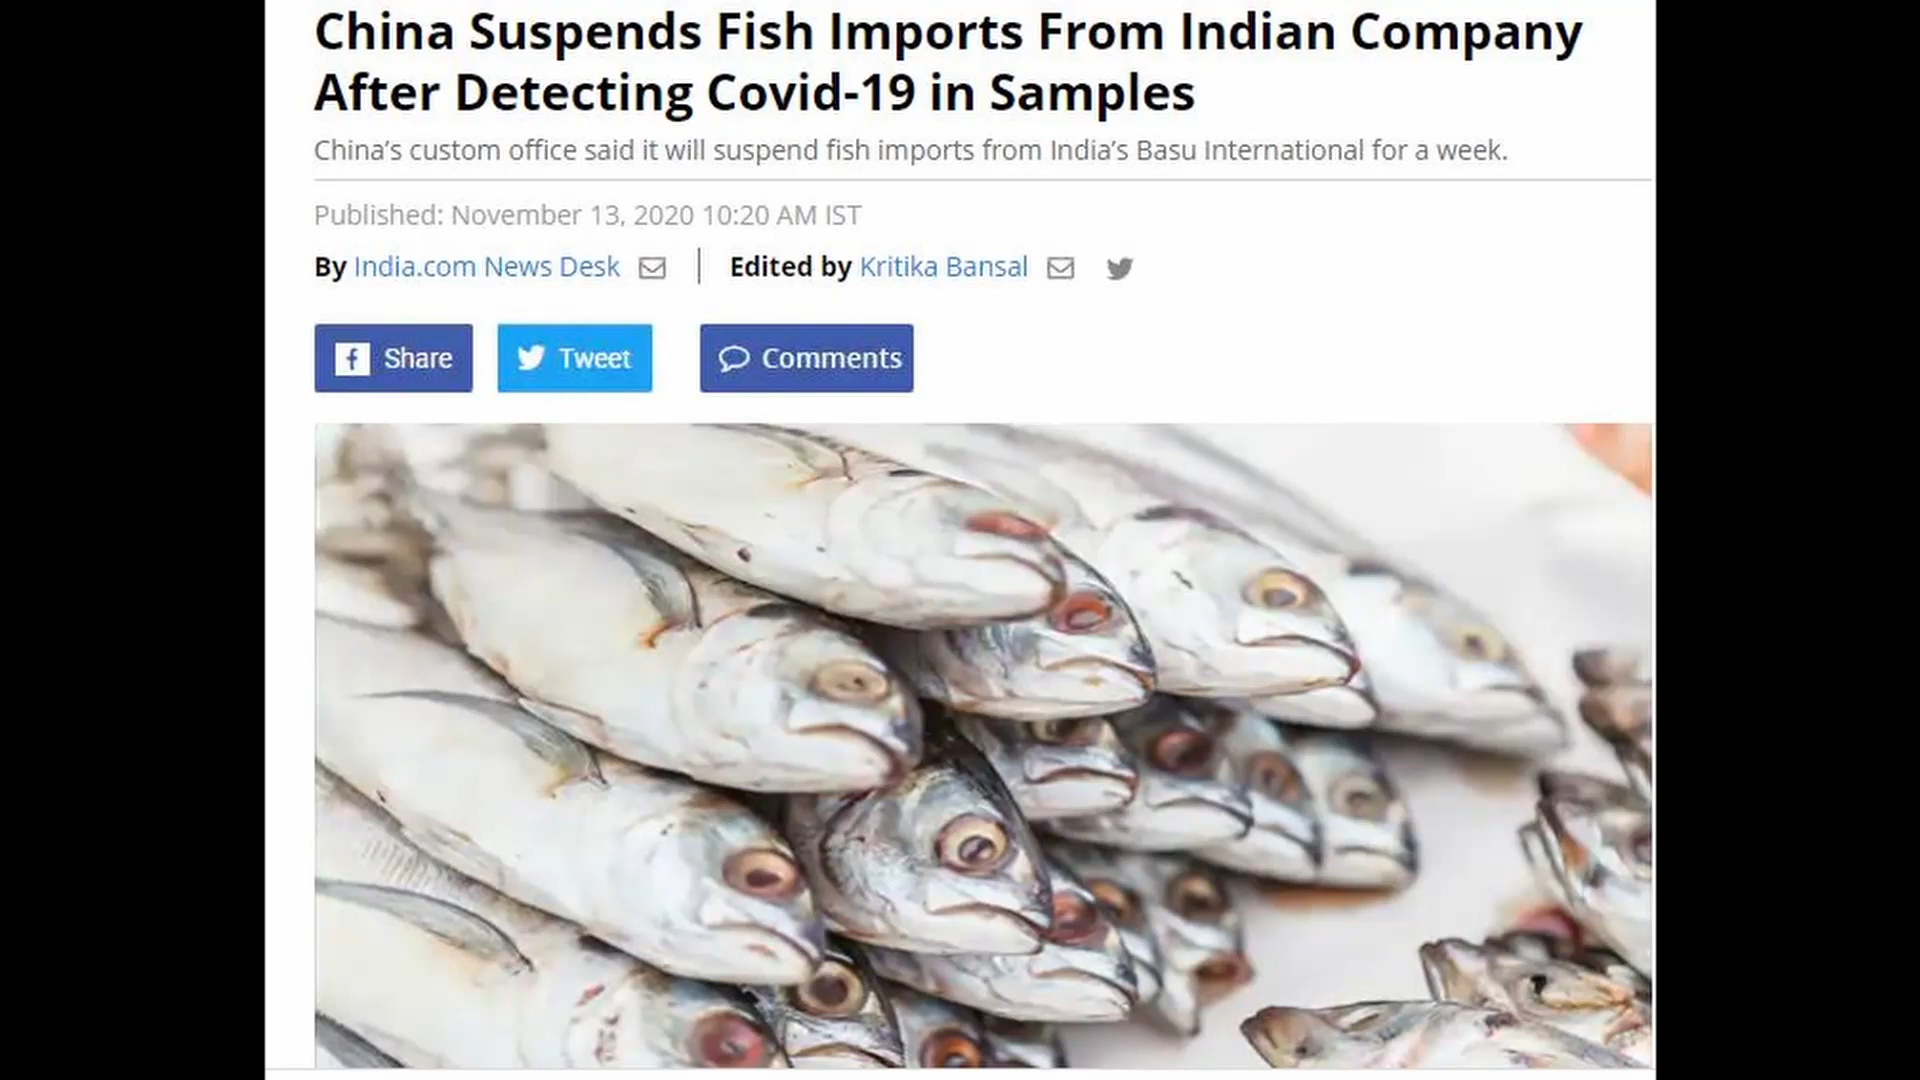 China Suspends Fish Imports From Indian Company
After Detecting Covid-19 in Samples
China’s custom office said it will suspend fish imports from India’s Basu International for a week.
Published: November 13, 2020 10:20 AM IST
By India.com News Desk | Edited by Kritika Bansal
Share Tweet Comments